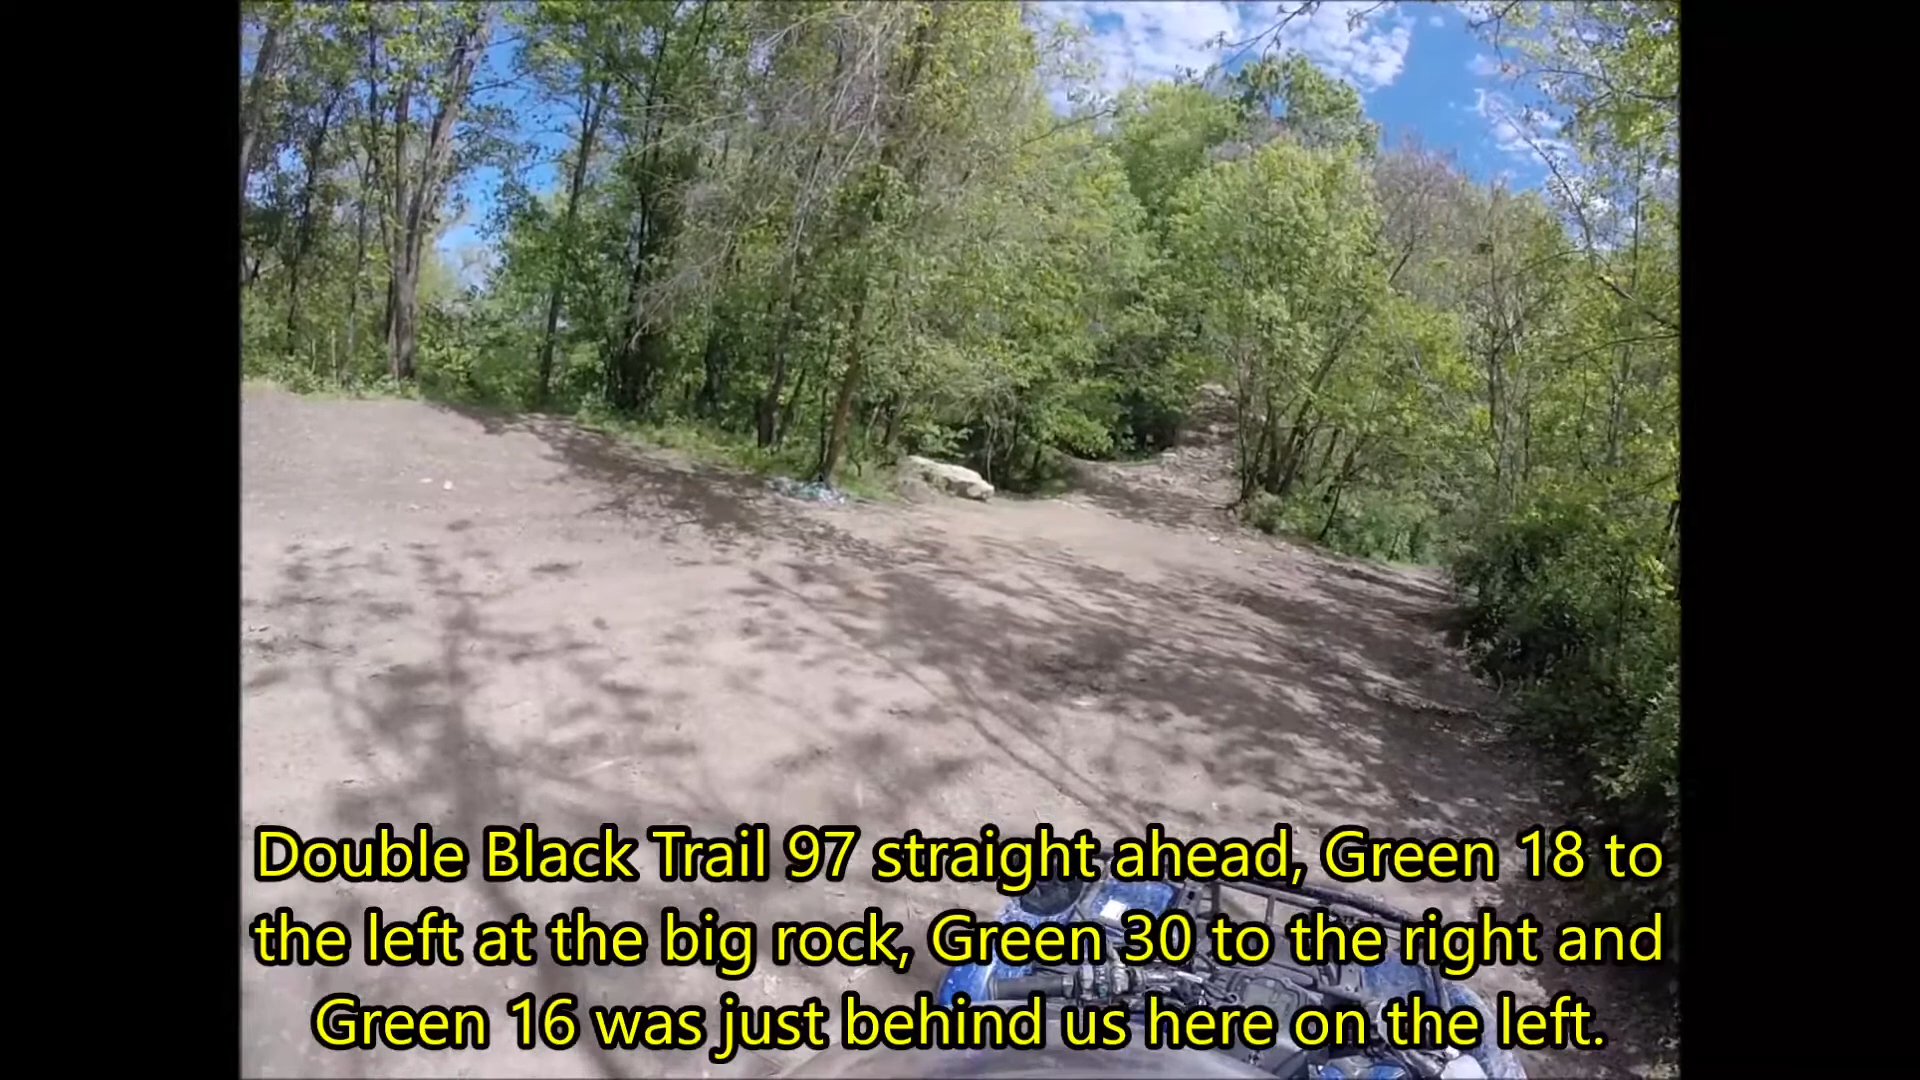 Double Black Trail 97 straight ahead, Green 18 to
the left at the big rock, Green 30 to the right and
Green 16 was just behind us here on the left.